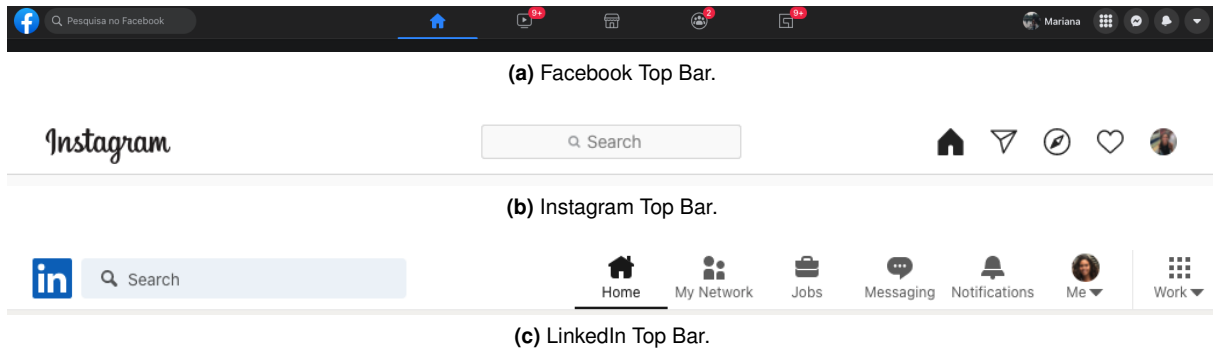 Pesquisa no Facebook 9+ 2 9+ Mariana
(a) Facebook Top Bar.
Instagram Search
(b) Instagram Top Bar.
in Search Home My Network Jobs Messaging Notifications Me Work
(c) LinkedIn Top Bar.